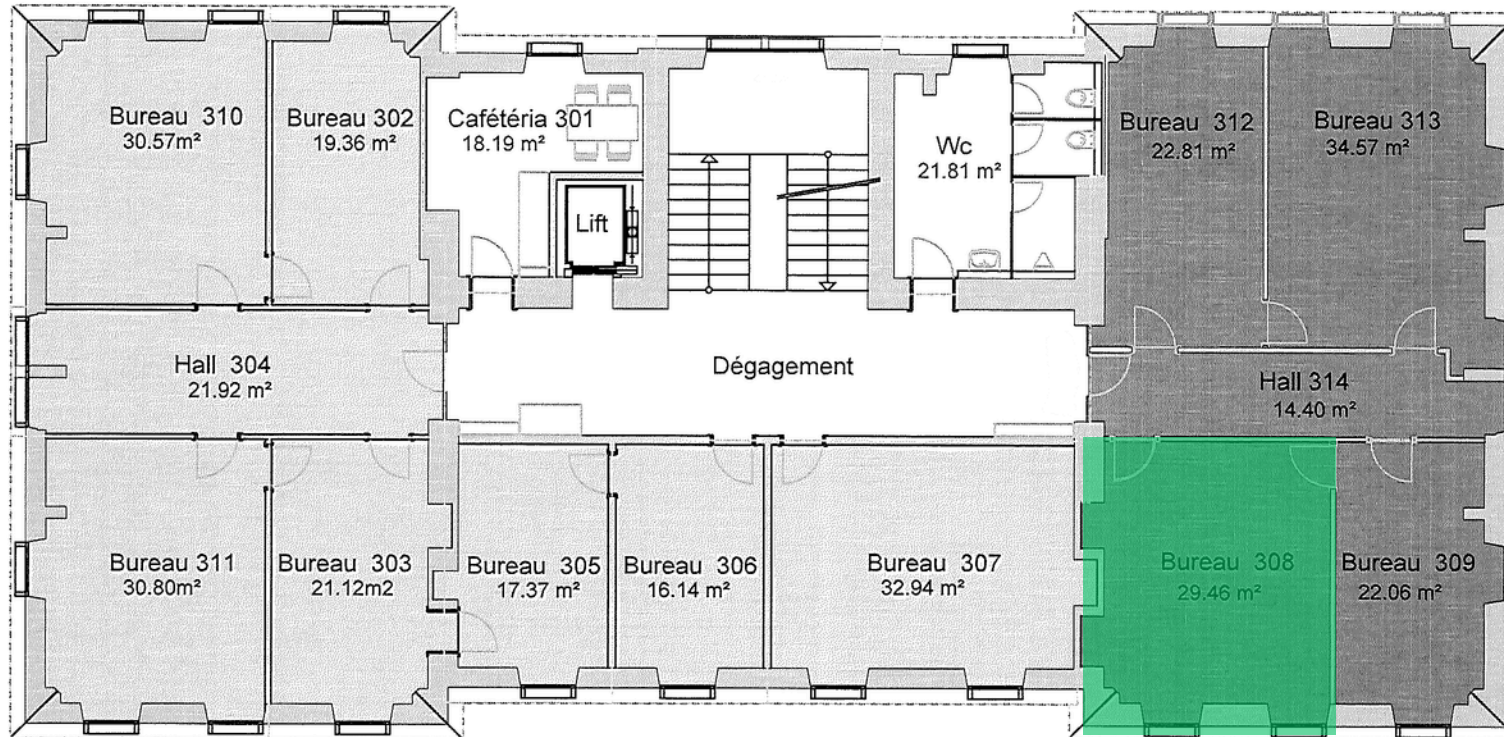 Bureau 310
30.57m²
Bureau 302
19.36 m²
Cafétéria 301
18.19 m²
Lift
Wc
21.81 m²
Bureau 312
22.81 m²
Bureau 313
34.57 m²
Hall 304
21.92 m²
Dégagement
Hall 314
14.40 m²
Bureau 311
30.80m²
Bureau 303
21.12m2
Bureau 305
17.37 m²
Bureau 306
16.14 m²
Bureau 307
32.94 m²
Bureau 308
29.46 m²
Bureau 309
22.06 m²